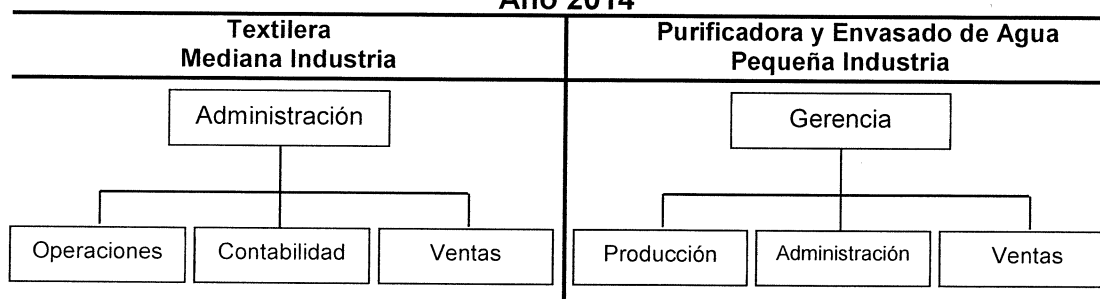 Año 2014
Textilera
Mediana Industria
Administración
Operaciones
Contabilidad
Ventas
Purificadora y Envasado de Agua
Pequeña Industria
Gerencia
Producción
Administración
Ventas